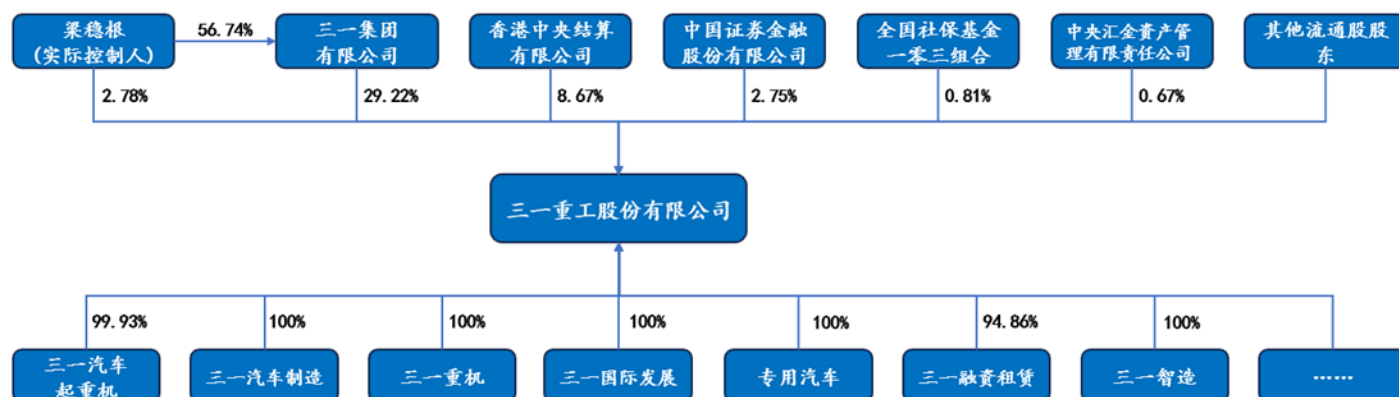 梁稳根
(实际控制人)
56.74%
三一集团
有限公司
香港中央结算
有限公司
中国证券金融
股份有限公司
全国社保基金
一零三组合
中央汇金资产管
理有限责任公司
其他流通股股
东
2.78%
29.22%
8.67%
2.75%
0.81%
0.67%
三一重工股份有限公司
99.93%
100%
100%
100%
100%
94.86%
100%
三一汽车
起重机
三一汽车制造
三一重机
三一国际发展
专用汽车
三一融资租赁
三一智造
……